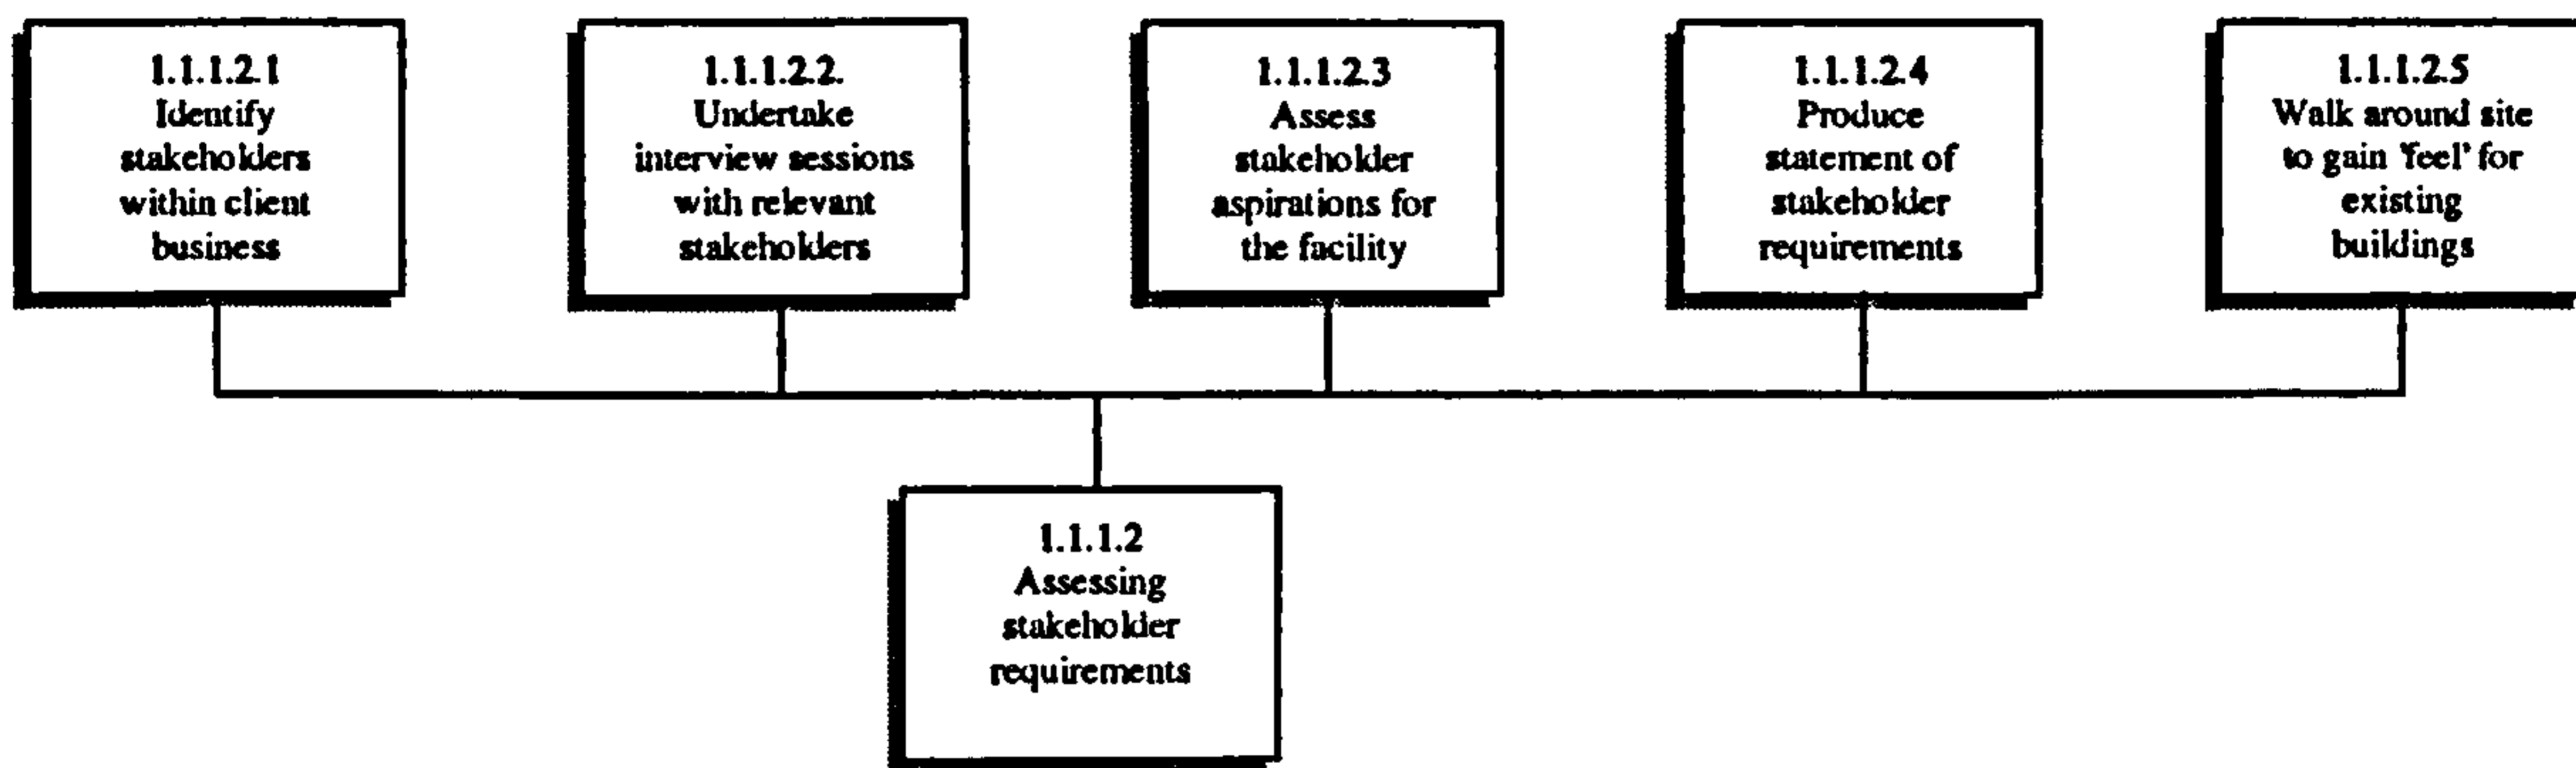 1.1.1.2.1
Identify
stakeholders
within client
business
1.1.1.2.2.
Undertake
interview sessions
with relevant
stakeholders
1.1.1.2.3
Assess
stakeholder
aspirations for
the facility
1.1.1.2.4
Produce
statement of
stakeholder
requirements
1.1.1.2.5
Walk around site
to gain 'feel' for
existing
buildings
1.1.1.2
Assessing
stakeholder
requirements